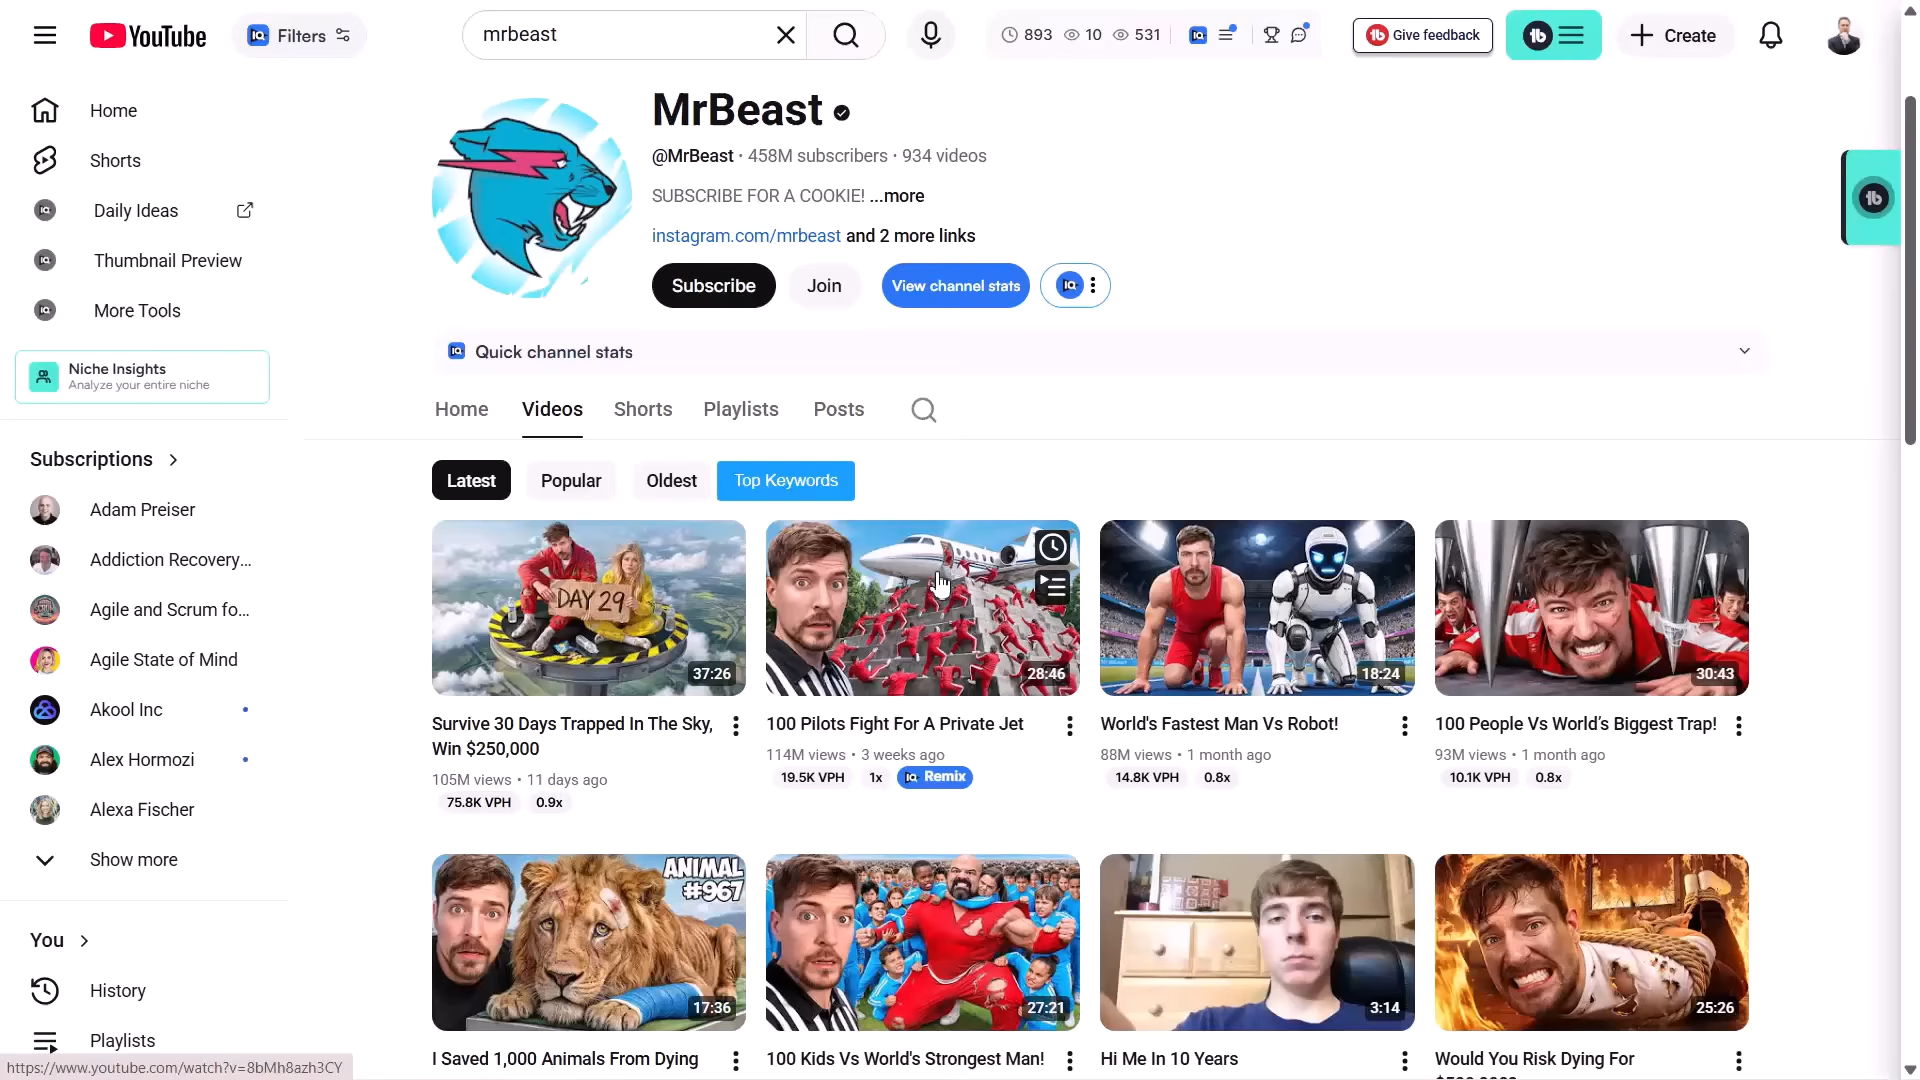 YouTube
Filters
mrbeast
893
10
531
Give feedback
Create
Home
Shorts
Daily Ideas
Thumbnail Preview
More Tools
Niche Insights
Analyze your entire niche
Subscriptions
Adam Preiser
Addiction Recovery...
Agile and Scrum fo...
Agile State of Mind
Akool Inc
Alex Hormozi
Alexa Fischer
Show more
You
History
Playlists
https://www.youtube.com/watch?v=8bMh8azh3CY
MrBeast
@MrBeast · 458M subscribers · 934 videos
SUBSCRIBE FOR A COOKIE! ...more
instagram.com/mrbeast and 2 more links
Subscribe
Join
View channel stats
IQ
Quick channel stats
Home
Videos
Shorts
Playlists
Posts
Latest
Popular
Oldest
Top Keywords
DAY 29
37:26
Survive 30 Days Trapped In The Sky,
Win $250,000
105M views · 11 days ago
75.8K VPH
0.9x
28:46
100 Pilots Fight For A Private Jet
114M views · 3 weeks ago
19.5K VPH
1x
Remix
18:24
World's Fastest Man Vs Robot!
88M views · 1 month ago
14.8K VPH
0.8x
30:43
100 People Vs World’s Biggest Trap!
93M views · 1 month ago
10.1K VPH
0.8x
ANIMAL
#967
17:36
I Saved 1,000 Animals From Dying
27:21
100 Kids Vs World's Strongest Man!
3:14
Hi Me In 10 Years
25:26
Would You Risk Dying For